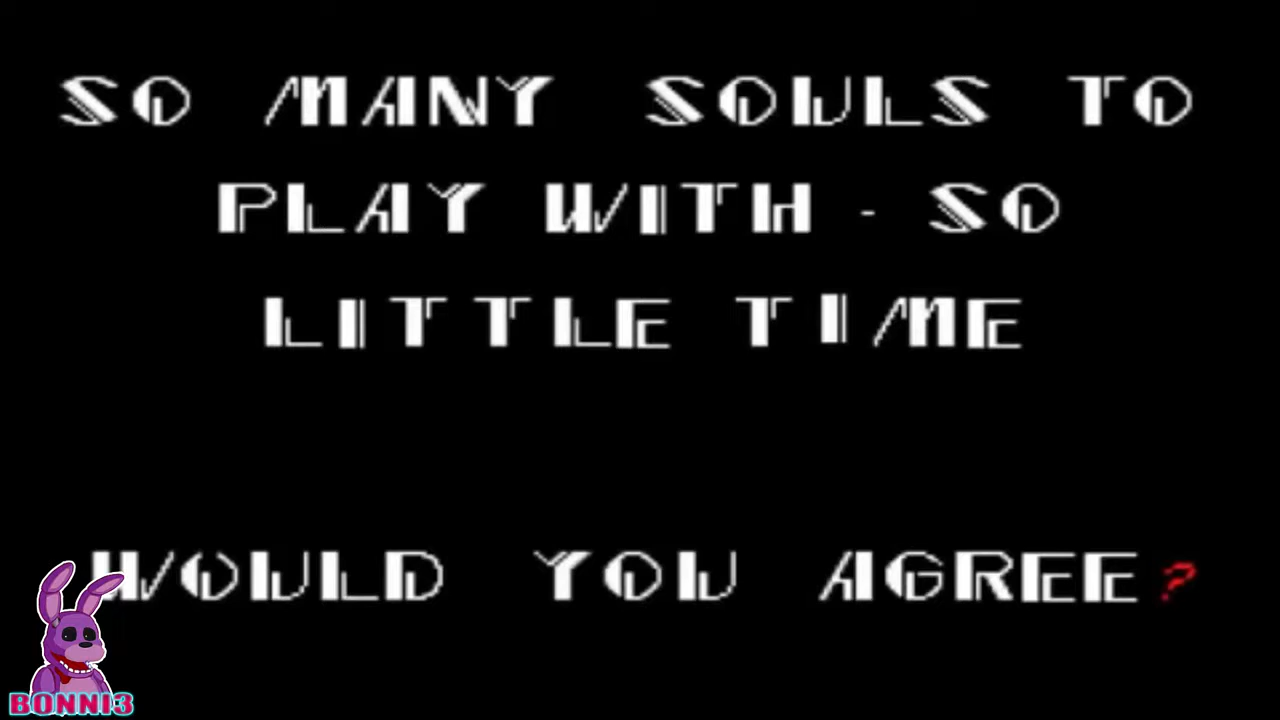 SO MANY SOULS TO
PLAY WITH - SO
LITTLE TIME
WOULD YOU AGREE?
BONNI3